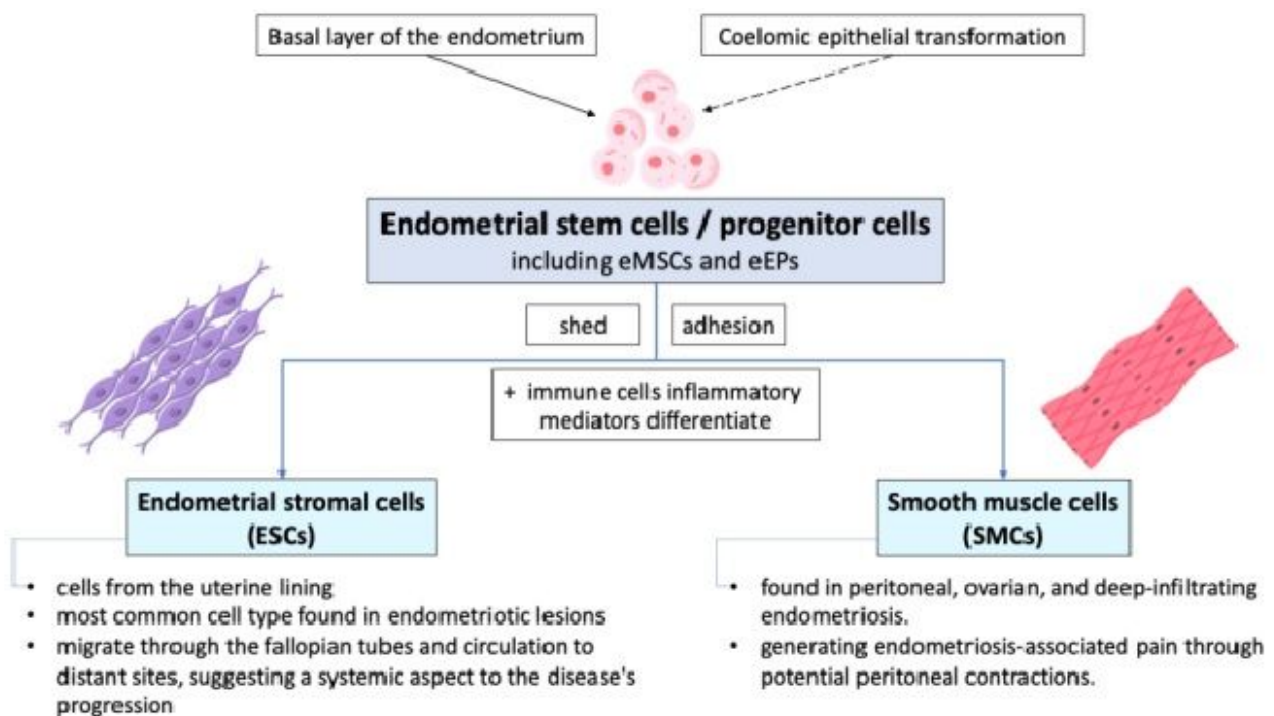 Basal layer of the endometrium
Coelomic epithelial transformation
Endometrial stem cells / progenitor cells
including eMSCs and eEPs
shed
adhesion
+ immune cells inflammatory
mediators differentiate
Endometrial stromal cells
(ESCs)
• cells from the uterine lining
• most common cell type found in endometriotic lesions
• migrate through the fallopian tubes and circulation to
distant sites, suggesting a systemic aspect to the disease's
progression
Smooth muscle cells
(SMCs)
• found in peritoneal, ovarian, and deep-infiltrating
endometriosis.
• generating endometriosis-associated pain through
potential peritoneal contractions.